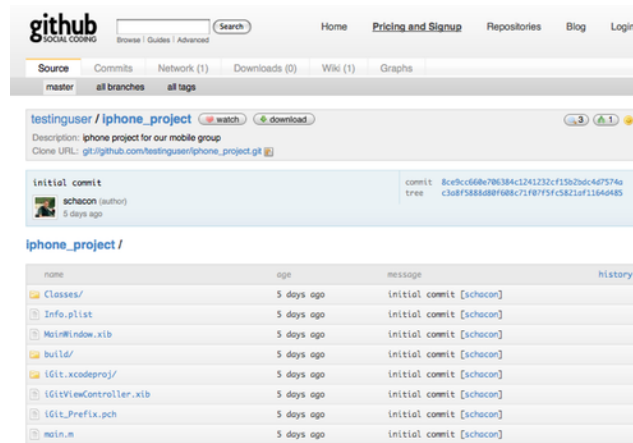 github
SOCIAL CODING
Search
Browse | Guides | Advanced
Home Pricing and Signup Repositories Blog Login
Source Commits Network (1) Downloads (0) Wiki (1) Graphs
master all branches all tags
testinguser / iphone_project watch download 3 1
Description: iphone project for our mobile group
Clone URL: git://github.com/testinguser/iphone_project.git
initial commit
schacon (author)
5 days ago
commit 8ce9cc660e706384c1241232cf15b2bdc4d7574a
tree c3a8f5888d80f608c71f07f5fc5821af1164d485
iphone_project /
name age message history
Classes/ 5 days ago initial commit [schacon]
Info.plist 5 days ago initial commit [schacon]
MainWindow.xib 5 days ago initial commit [schacon]
build/ 5 days ago initial commit [schacon]
iGit.xcodeproj/ 5 days ago initial commit [schacon]
iGitViewController.xib 5 days ago initial commit [schacon]
iGit_Prefix.pch 5 days ago initial commit [schacon]
main.m 5 days ago initial commit [schacon]